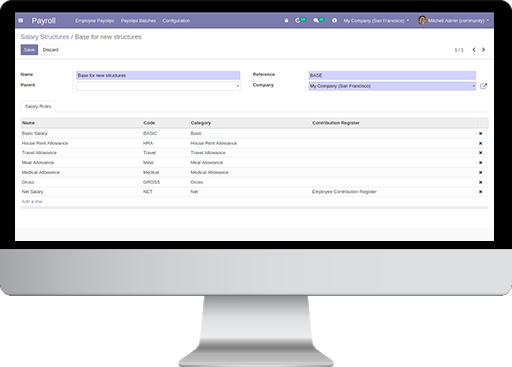 Payroll Employee Payslips Payslips Batches Configuration My Company (San Francisco) Mitchell Admin (community)
Salary Structures / Base for new structures
Save Discard 1 / 1
Name Base for new structures Reference BASE
Parent Company My Company (San Francisco)
Salary Rules
Name Code Category Contribution Register
Basic Salary BASIC Basic
House Rent Allowance HRA House Rent Allowance
Travel Allowance Travel Travel Allowance
Meal Allowance Meal Meal Allowance
Medical Allowance Medical Medical Allowance
Gross GROSS Gross
Net Salary NET Net Employee Contribution Register
Add a line